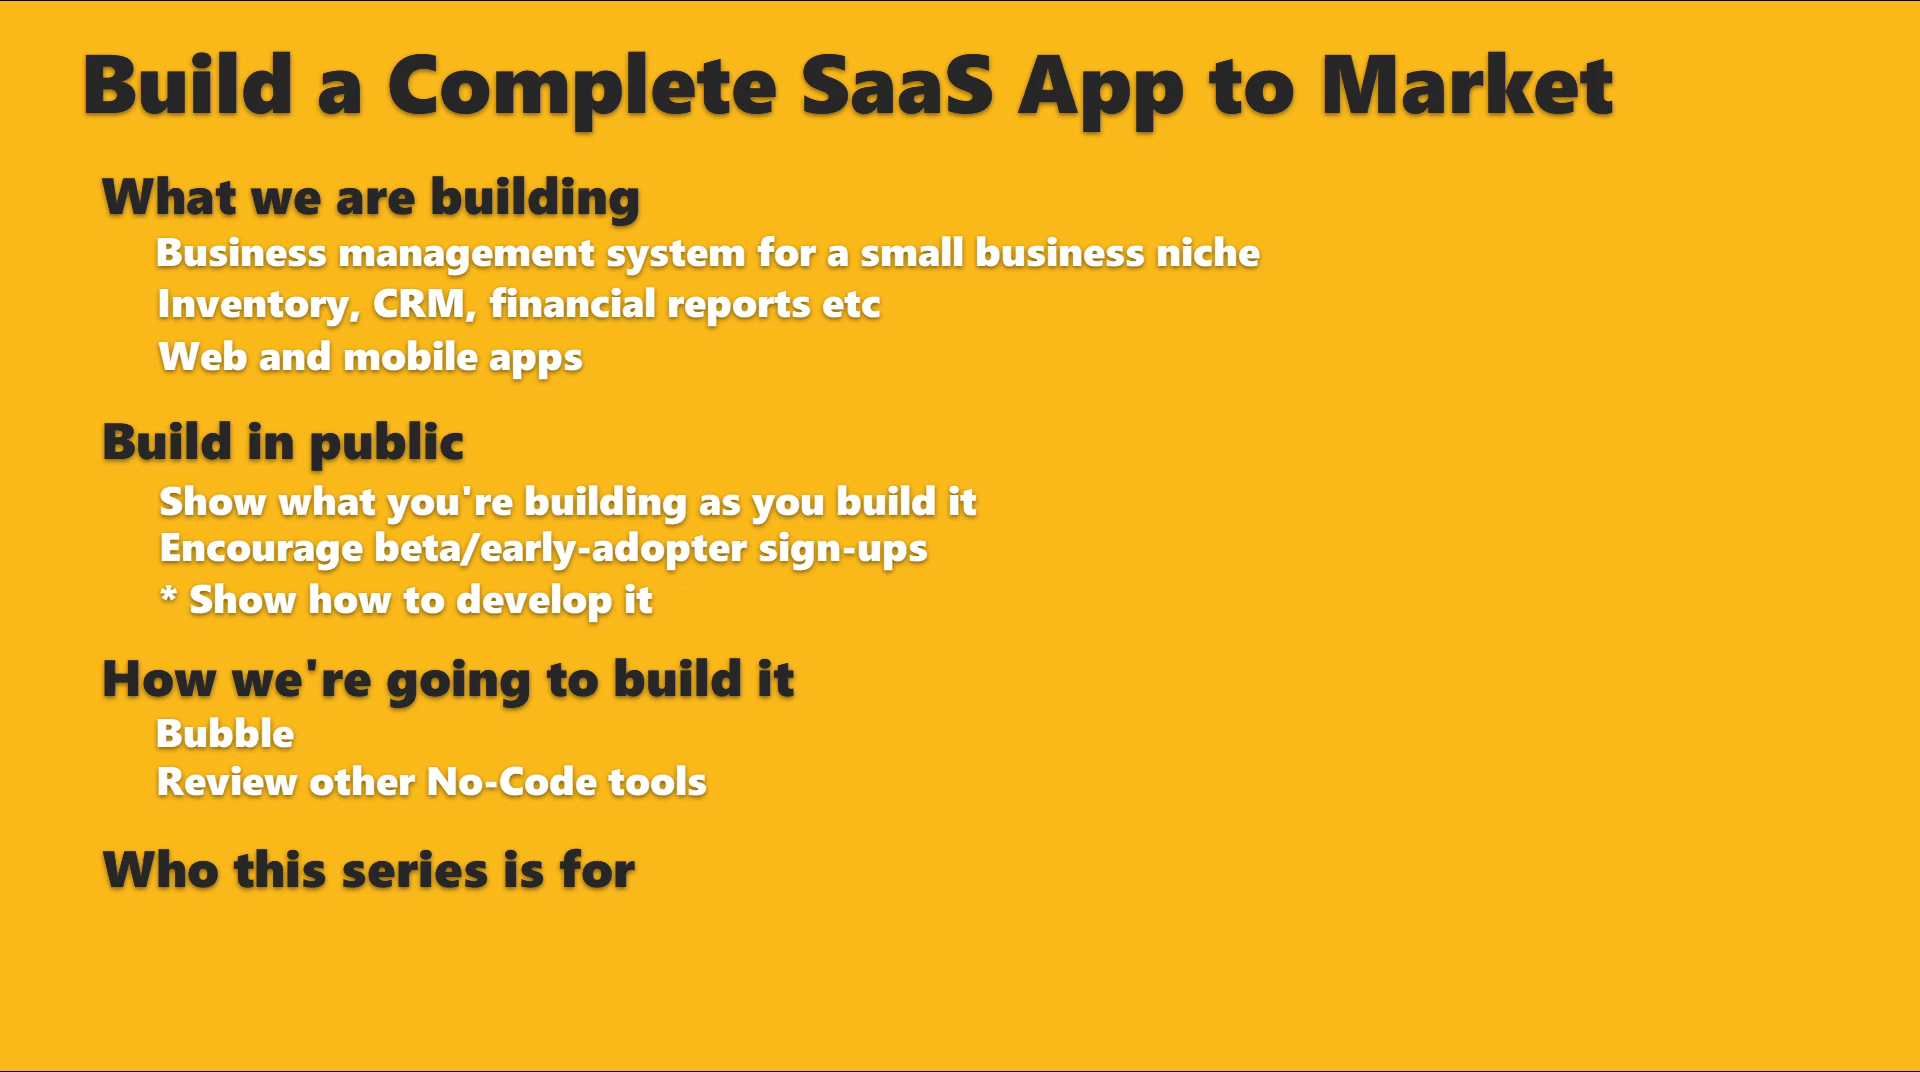 Build a Complete SaaS App to Market
What we are building
Business management system for a small business niche
Inventory, CRM, financial reports etc
Web and mobile apps
Build in public
Show what you're building as you build it
Encourage beta/early-adopter sign-ups
* Show how to develop it
How we're going to build it
Bubble
Review other No-Code tools
Who this series is for